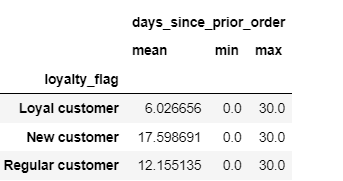 days_since_prior_order
mean min max
loyalty_flag
Loyal customer 6.026656 0.0 30.0
New customer 17.598691 0.0 30.0
Regular customer 12.155135 0.0 30.0